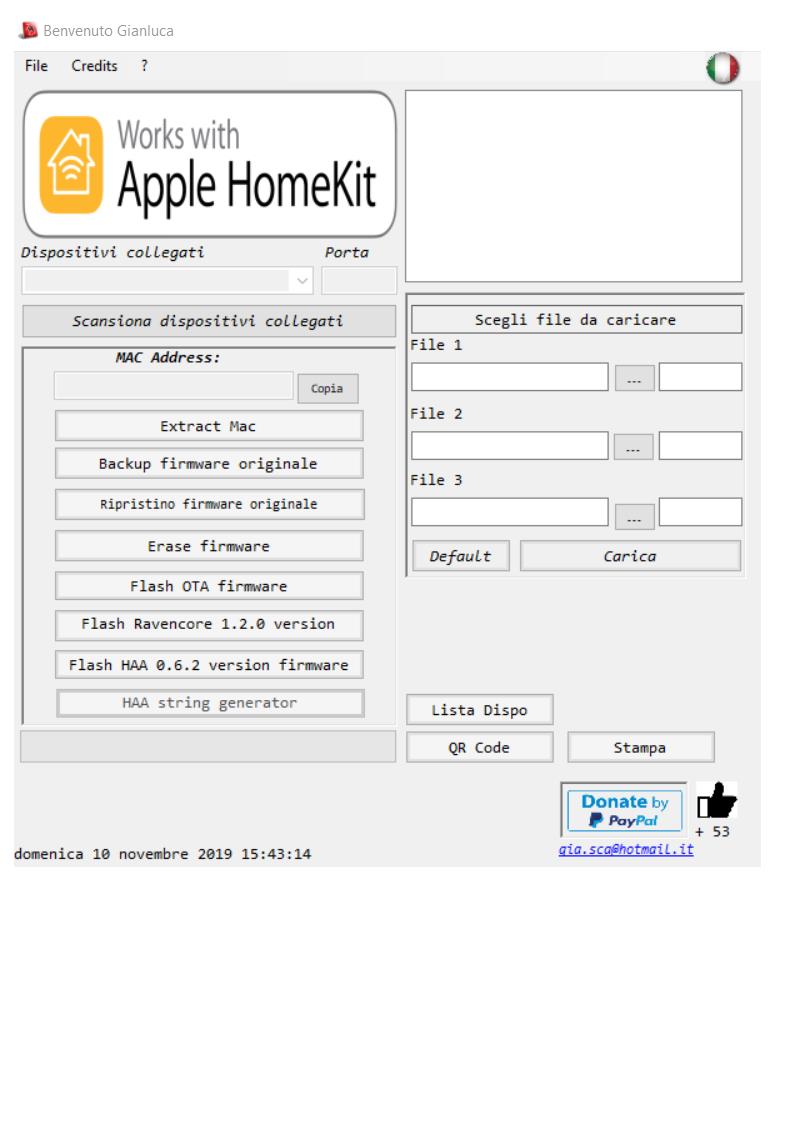 Benvenuto Gianluca
File Credits ?
Works with
Apple HomeKit
Dispositivi collegati Porta
Scansiona dispositivi collegati
MAC Address:
Copia
Extract Mac
Backup firmware originale
Ripristino firmware originale
Erase firmware
Flash OTA firmware
Flash Ravencore 1.2.0 version
Flash HAA 0.6.2 version firmware
HAA string generator
Scegli file da caricare
File 1
...
File 2
...
File 3
...
Default Carica
Lista Dispo
QR Code Stampa
Donate by
PayPal
+ 53
gia.sca@hotmail.it
domenica 10 novembre 2019 15:43:14